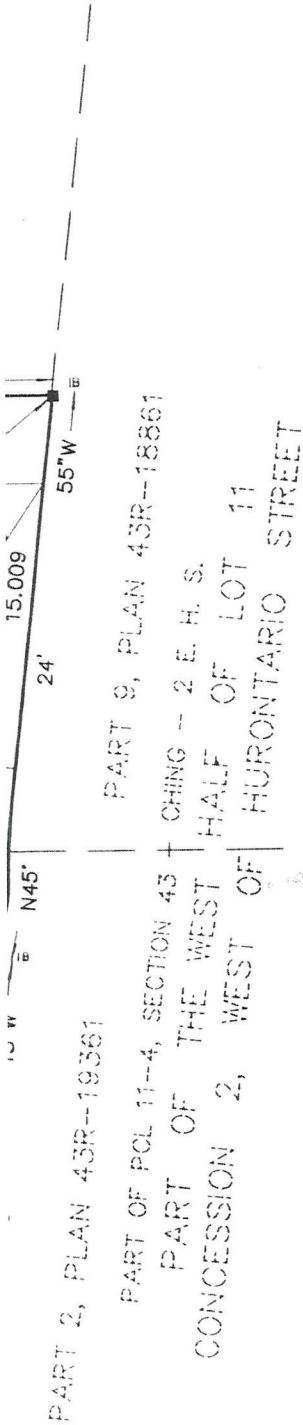 15.009
IB
N45° 24' 55"W
IB
PART 2, PLAN 43R--19361
PART 9, PLAN 43R--18861
PART OF PCL 11--4, SECTION 43 CHING -- 2 E. H. S.
PART OF THE WEST HALF OF LOT 11
CONCESSION 2, WEST OF HURONTARIO STREET